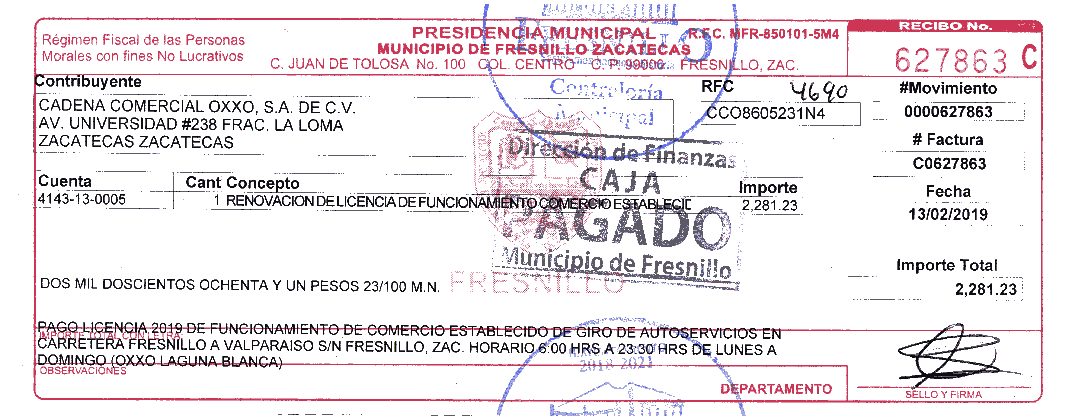 Régimen Fiscal de las Personas
Morales con fines No Lucrativos
PRESIDENCIA MUNICIPAL
R.F.C. MFR-850101-5M4
MUNICIPIO DE FRESNILLO ZACATECAS
C. JUAN DE TOLOSA No. 100 COL. CENTRO C. P. 99000 FRESNILLO, ZAC.
RECIBO No.
627863 C
Contribuyente
CADENA COMERCIAL OXXO, S.A. DE C.V.
AV. UNIVERSIDAD #238 FRAC. LA LOMA
ZACATECAS ZACATECAS
RFC
4690
CCO8605231N4
#Movimiento
0000627863
# Factura
C0627863
Fecha
13/02/2019
Contraloría
Municipal
Dirección de Finanzas
CAJA
PAGADO
Municipio de Fresnillo
Cuenta Cant Concepto Importe
4143-13-0005 1 RENOVACION DE LICENCIA DE FUNCIONAMIENTO COMERCIO ESTABLECID 2,281.23
FRESNILLO
Importe Total
2,281.23
DOS MIL DOSCIENTOS OCHENTA Y UN PESOS 23/100 M.N.
IMPORTE TOTAL CON LETRA
PAGO LICENCIA 2019 DE FUNCIONAMIENTO DE COMERCIO ESTABLECIDO DE GIRO DE AUTOSERVICIOS EN
CARRETERA FRESNILLO A VALPARAISO S/N FRESNILLO, ZAC. HORARIO 6:00 HRS A 23:30 HRS DE LUNES A
DOMINGO (OXXO LAGUNA BLANCA)
OBSERVACIONES
2018-2021
DEPARTAMENTO
SELLO Y FIRMA